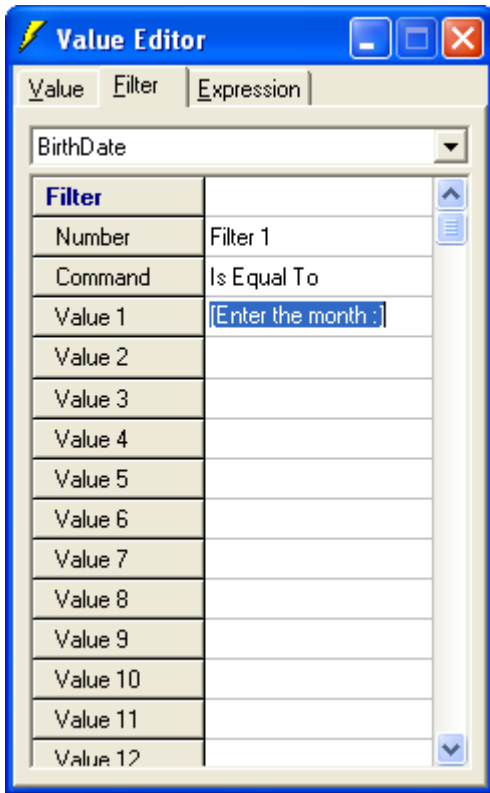 Value Editor
Value Filter Expression
BirthDate
Filter
Number Filter 1
Command Is Equal To
Value 1 [Enter the month :]
Value 2
Value 3
Value 4
Value 5
Value 6
Value 7
Value 8
Value 9
Value 10
Value 11
Value 12